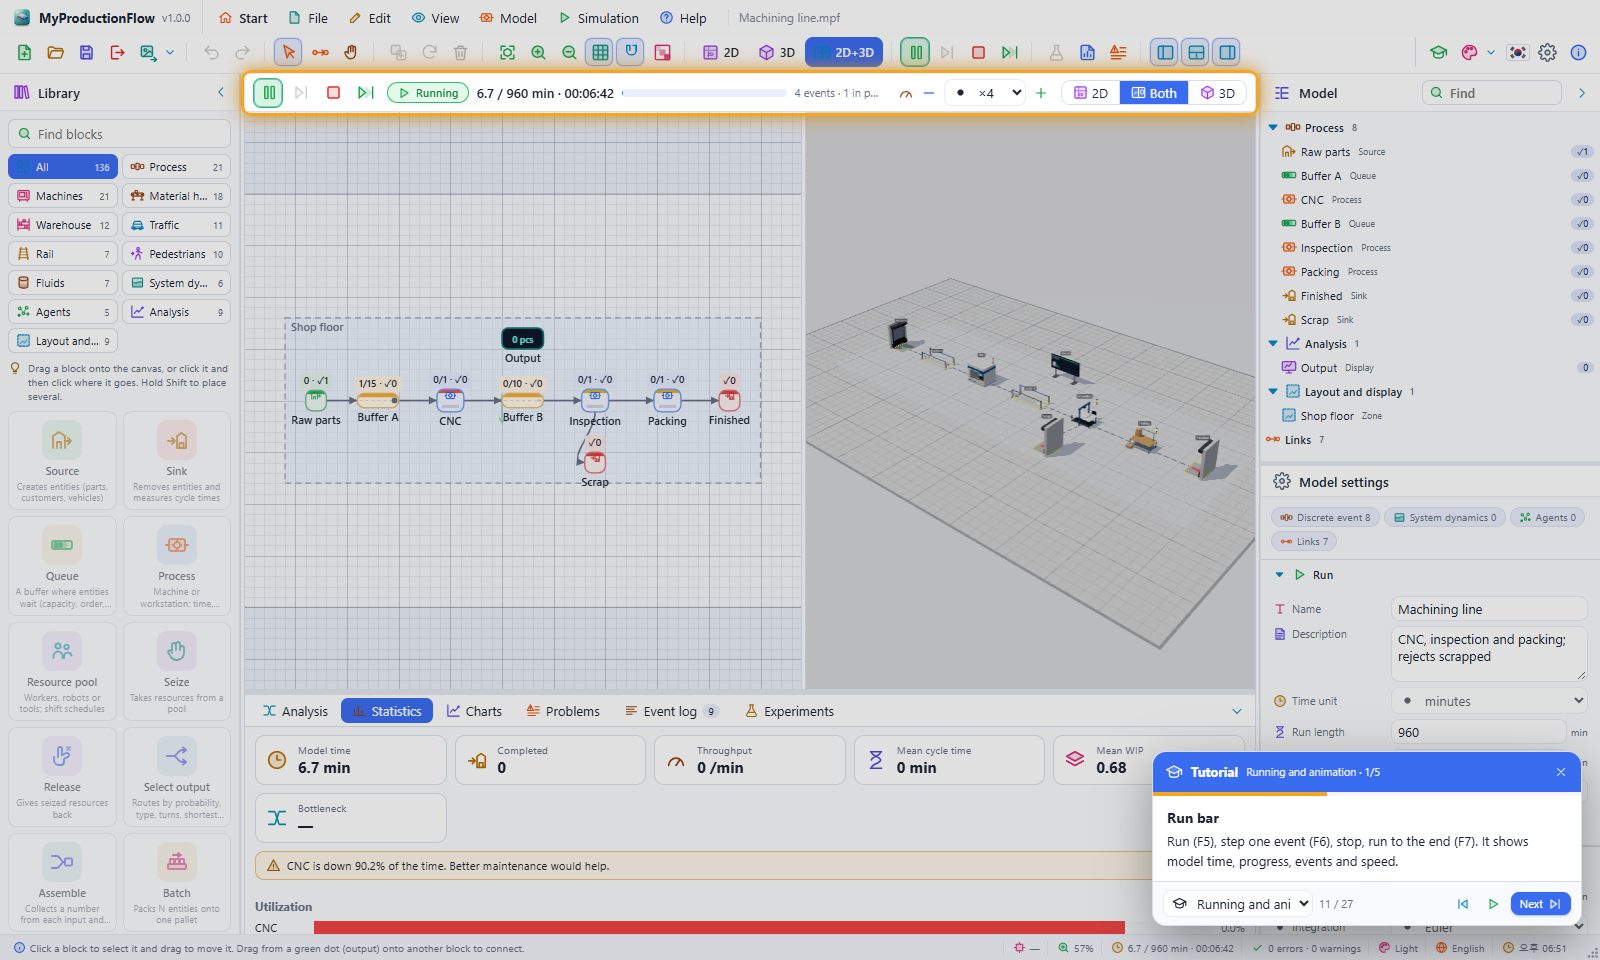 MyProductionFlow v1.0.0
Start File Edit View Model Simulation Help Machining line.mpf
2D 3D 2D+3D
Library
Running 6.7 / 960 min · 00:06:42 4 events · 1 in p... ×4 2D Both 3D
Model Find
Find blocks
All 136 Process 21
Machines 21 Material h... 18
Warehouse 12 Traffic 11
Rail 7 Pedestrians 10
Fluids 7 System dy... 6
Agents 5 Analysis 9
Layout and... 9
Drag a block onto the canvas, or click it and
then click where it goes. Hold Shift to place
several.
Source
Creates entities (parts,
customers, vehicles)
Sink
Removes entities and
measures cycle times
Queue
A buffer where entities
wait (capacity, order,...
Process
Machine or
workstation: time,...
Resource pool
Workers, robots or
tools; shift schedules
Seize
Takes resources from a
pool
Release
Gives seized resources
back
Select output
Routes by probability,
type, turns, shortest...
Assemble
Collects a number
from each input and...
Batch
Packs N entities onto
one pallet
Shop floor
0 pcs
Output
0 · ✓1 1/15 · ✓0 0/1 · ✓0 0/10 · ✓0 0/1 · ✓0 0/1 · ✓0 ✓0
Raw parts Buffer A CNC Buffer B Inspection Packing Finished
✓0
Scrap
Process 8
Raw parts Source ✓1
Buffer A Queue ✓0
CNC Process ✓0
Buffer B Queue ✓0
Inspection Process ✓0
Packing Process ✓0
Finished Sink ✓0
Scrap Sink ✓0
Analysis 1
Output Display 0
Layout and display 1
Shop floor Zone
Links 7
Model settings
Discrete event 8 System dynamics 0 Agents 0
Links 7
Run
Name Machining line
Description CNC, inspection and packing;
rejects scrapped
Time unit minutes
Run length 960 min
Analysis Statistics Charts Problems Event log 9 Experiments
Model time
6.7 min
Completed
0
Throughput
0 /min
Mean cycle time
0 min
Mean WIP
0.68
Bottleneck
—
CNC is down 90.2% of the time. Better maintenance would help.
Utilization
CNC 0.0%
Tutorial Running and animation · 1/5
Run bar
Run (F5), step one event (F6), stop, run to the end (F7). It shows
model time, progress, events and speed.
Running and ani 11 / 27 Next
Integration Euler
Click a block to select it and drag to move it. Drag from a green dot (output) onto another block to connect.
— 57% 6.7 / 960 min · 00:06:42 0 errors · 0 warnings Light English 오후 06:51